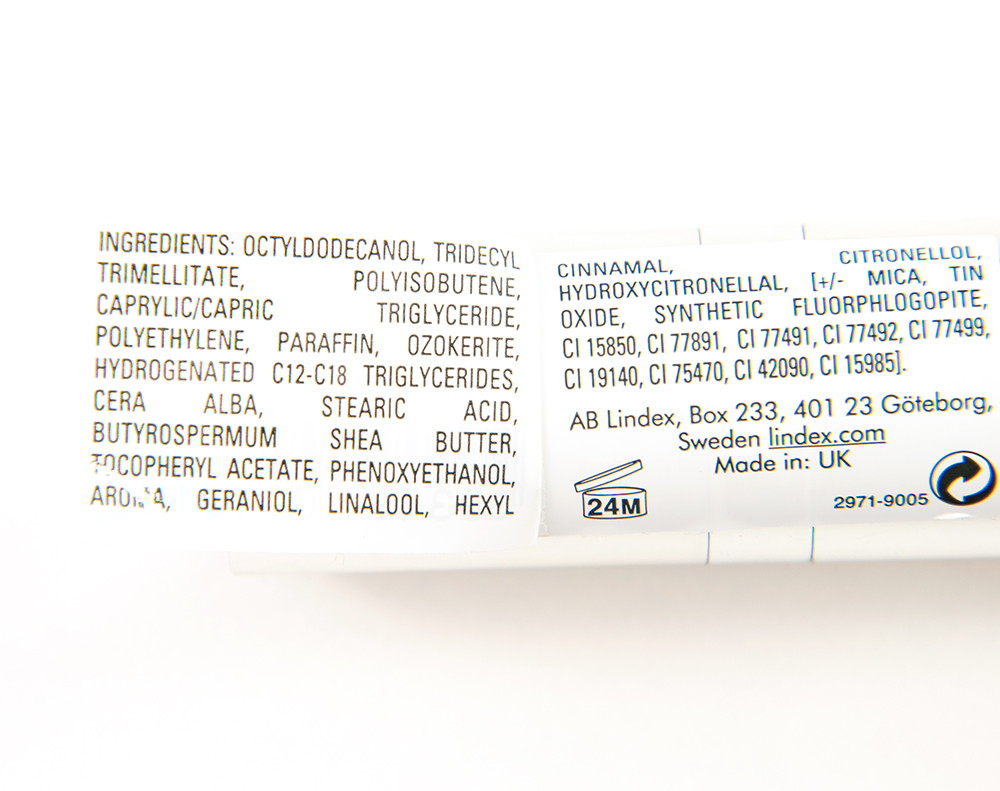 INGREDIENTS: OCTYLDODECANOL, TRIDECYL
TRIMELLITATE, POLYISOBUTENE,
CAPRYLIC/CAPRIC TRIGLYCERIDE,
POLYETHYLENE, PARAFFIN, OZOKERITE,
HYDROGENATED C12-C18 TRIGLYCERIDES,
CERA ALBA, STEARIC ACID,
BUTYROSPERMUM SHEA BUTTER,
TOCOPHERYL ACETATE, PHENOXYETHANOL,
AROMA, GERANIOL, LINALOOL, HEXYL
CINNAMAL, CITRONELLOL,
HYDROXYCITRONELLAL, [+/- MICA, TIN
OXIDE, SYNTHETIC FLUORPHLOGOPITE,
CI 15850, CI 77891, CI 77491, CI 77492, CI 77499,
CI 19140, CI 75470, CI 42090, CI 15985].
AB Lindex, Box 233, 401 23 Göteborg,
Sweden lindex.com
Made in: UK
24M
2971-9005